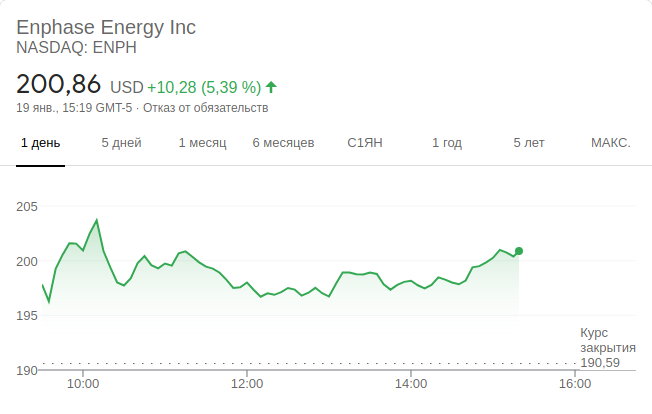 Enphase Energy Inc
NASDAQ: ENPH
200,86 USD +10,28 (5,39 %)
19 янв., 15:19 GMT-5 · Отказ от обязательств
1 день 5 дней 1 месяц 6 месяцев С1ЯН 1 год 5 лет МАКС.
205
200
195
Курс
закрытия
190,59
190
10:00 12:00 14:00 16:00